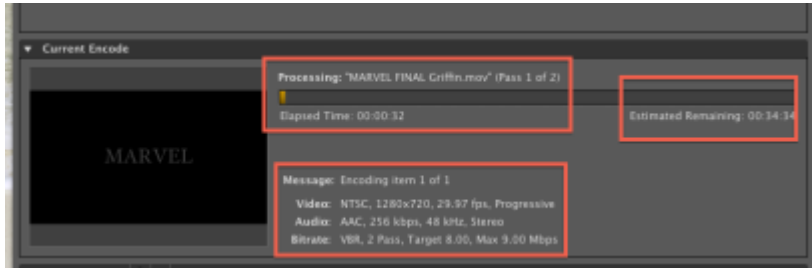 Current Encode
Processing: "MARVEL FINAL Griffin.mov" (Pass 1 of 2)
Elapsed Time: 00:00:32
Estimated Remaining: 00:34:34
MARVEL
Message: Encoding item 1 of 1
Video: NTSC, 1280x720, 29.97 fps, Progressive
Audio: AAC, 256 kbps, 48 kHz, Stereo
Bitrate: VBR, 2 Pass, Target 8.00, Max 9.00 Mbps